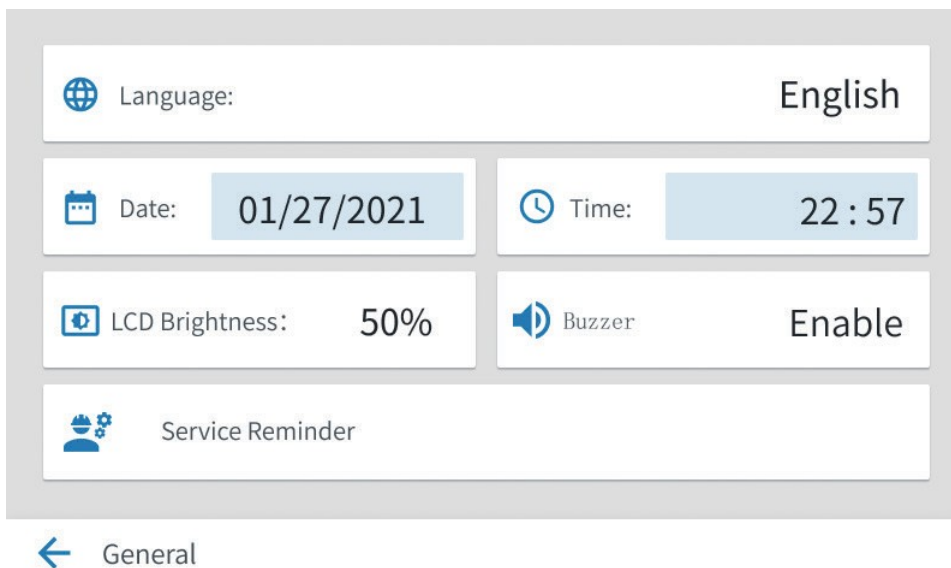 Language: English
Date: 01/27/2021 Time: 22 : 57
LCD Brightness: 50% Buzzer Enable
Service Reminder
General